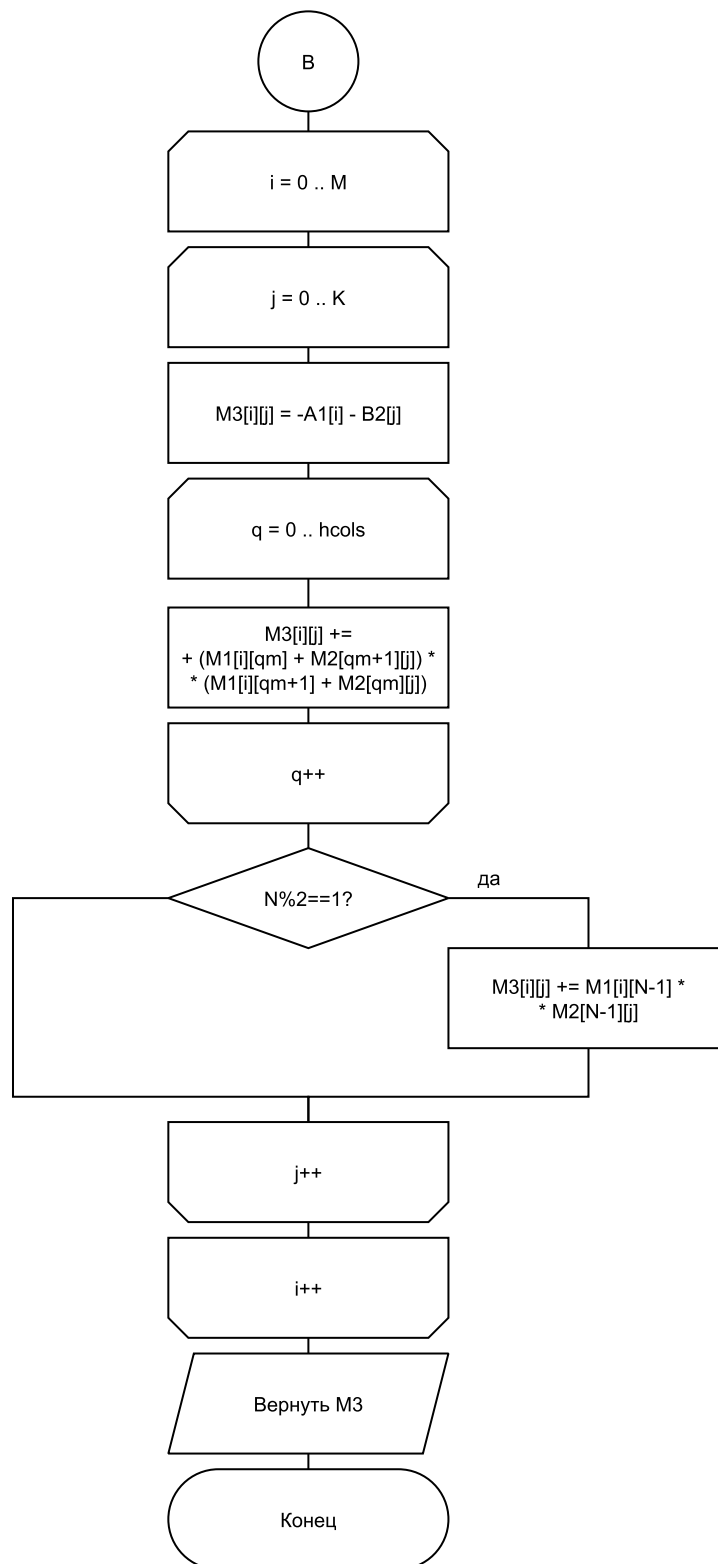 B
i = 0 .. M
j = 0 .. K
M3[i][j] = -A1[i] - B2[j]
q = 0 .. hcols
M3[i][j] +=
+ (M1[i][qm] + M2[qm+1][j]) *
* (M1[i][qm+1] + M2[qm][j])
q++
N%2==1?
да
M3[i][j] += M1[i][N-1] *
* M2[N-1][j]
j++
i++
Вернуть M3
Конец